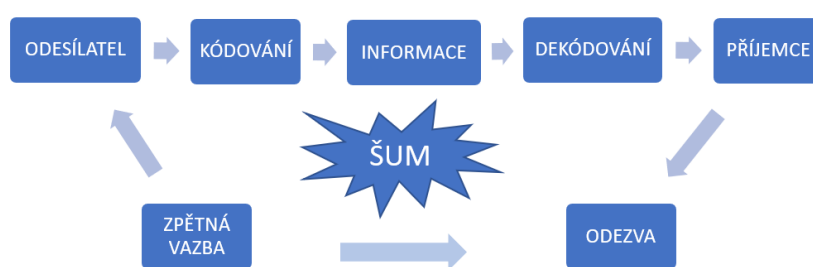 ODESÍLATEL
KÓDOVÁNÍ
INFORMACE
DEKÓDOVÁNÍ
PŘÍJEMCE
ŠUM
ZPĚTNÁ
VAZBA
ODEZVA